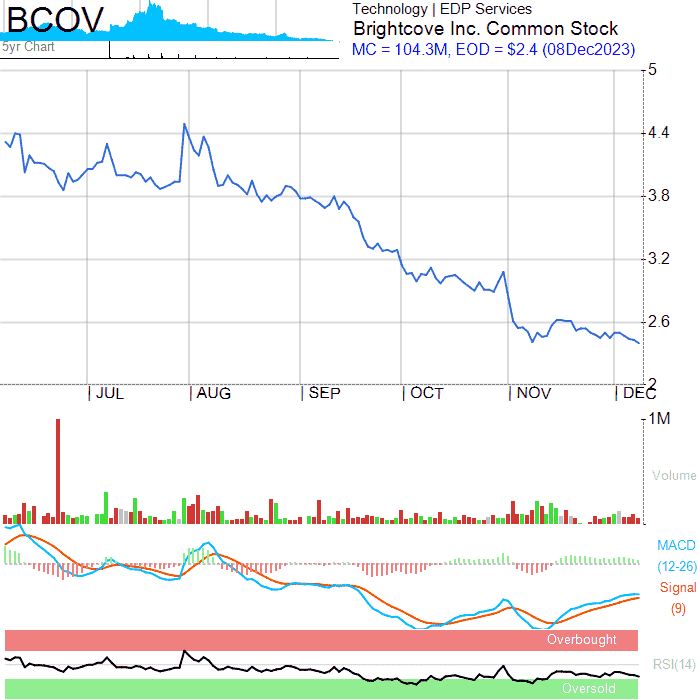 BCOV
5yr Chart
Technology | EDP Services
Brightcove Inc. Common Stock
MC = 104.3M, EOD = $2.4 (08Dec2023)
5
4.4
3.8
3.2
2.6
2
JUL AUG SEP OCT NOV DEC
1M
Volume
MACD
(12-26)
Signal
(9)
Overbought
RSI(14)
Oversold